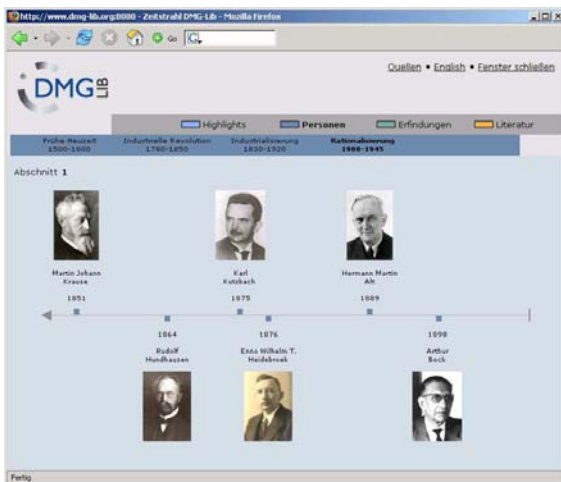 http://www.dmg-lib.org:8080 - Zeitstrahl DMG-Lib - Mozilla Firefox
Go
G
Quellen • English • Fenster schließen
DMG LIB
Highlights Personen Erfindungen Literatur
Frühe Neuzeit Industrielle Revolution Industrialisierung Rationalisierung
1500-1800 1780-1850 1830-1920 1900-1945
Abschnitt 1
Martin Johann Krause
Karl Kutzbach
Hermann Martin Alt
1851 1875 1889
1864 1876 1898
Rudolf Hundhausen
Enno Wilhelm T. Heidebroek
Arthur Bock
Fertig